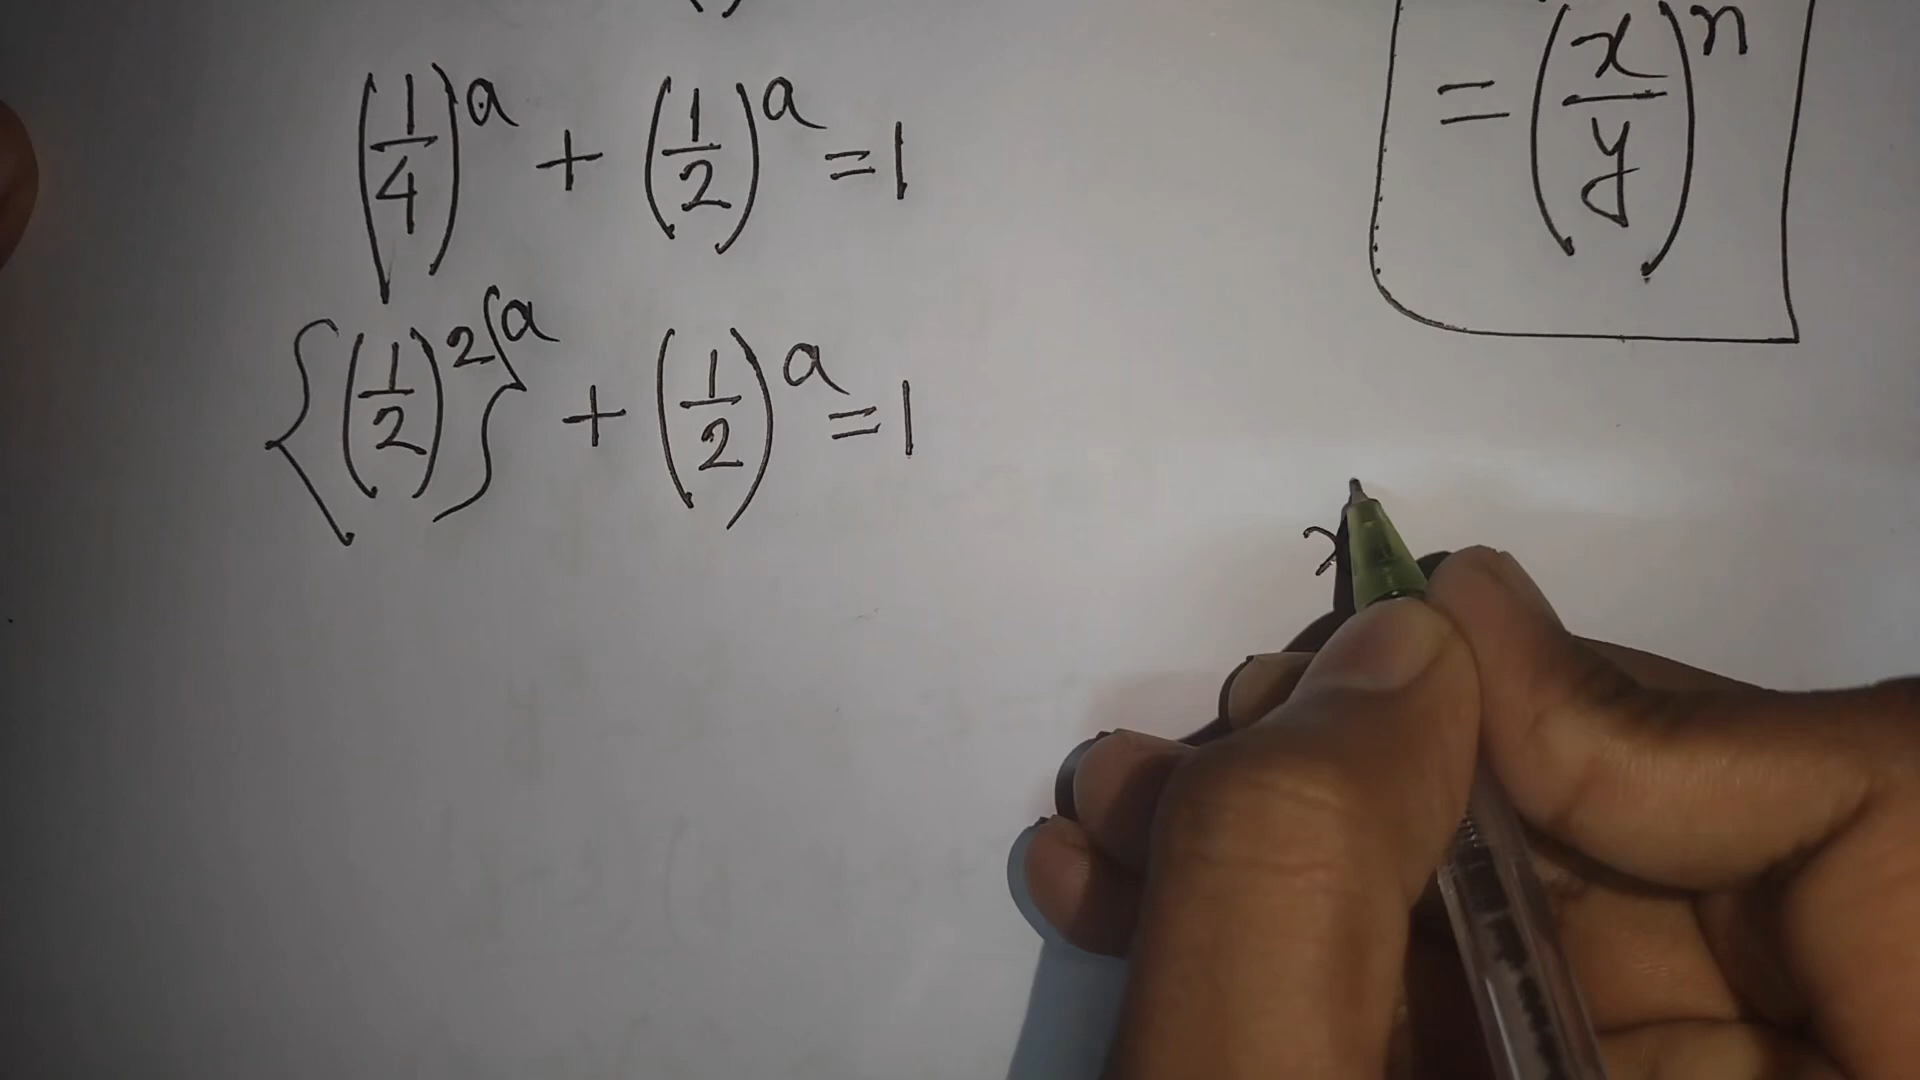 (1/4)^a + (1/2)^a = 1
{(1/2)^2}^a + (1/2)^a = 1
= (x/y)^n